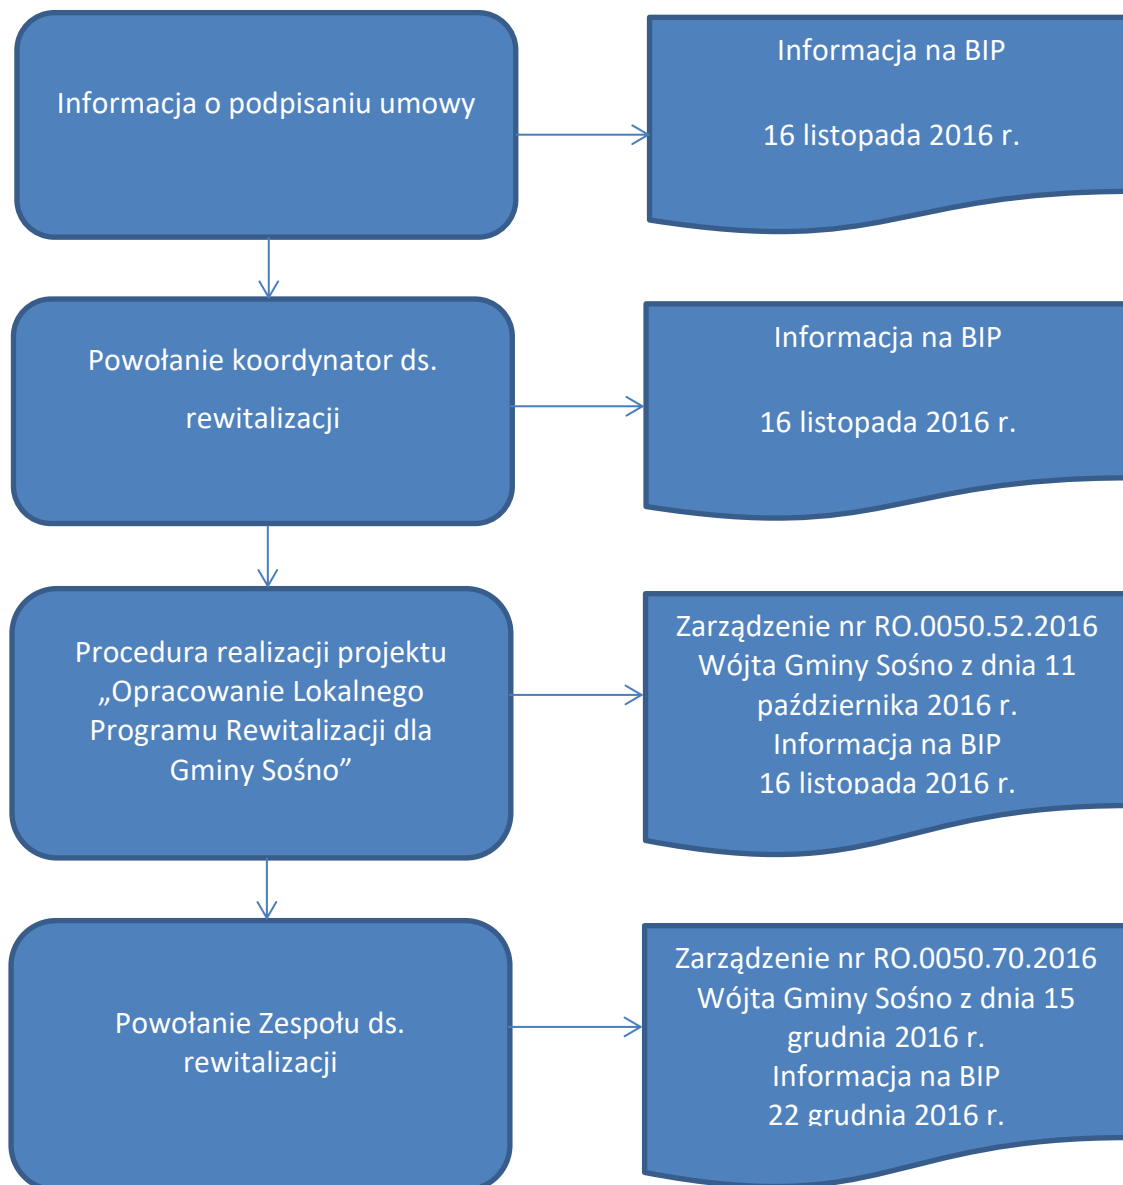 Informacja o podpisaniu umowy
Informacja na BIP
16 listopada 2016 r.
Powołanie koordynator ds.
rewitalizacji
Informacja na BIP
16 listopada 2016 r.
Procedura realizacji projektu
„Opracowanie Lokalnego
Programu Rewitalizacji dla
Gminy Sośno”
Zarządzenie nr RO.0050.52.2016
Wójta Gminy Sośno z dnia 11
października 2016 r.
Informacja na BIP
16 listopada 2016 r.
Powołanie Zespołu ds.
rewitalizacji
Zarządzenie nr RO.0050.70.2016
Wójta Gminy Sośno z dnia 15
grudnia 2016 r.
Informacja na BIP
22 grudnia 2016 r.